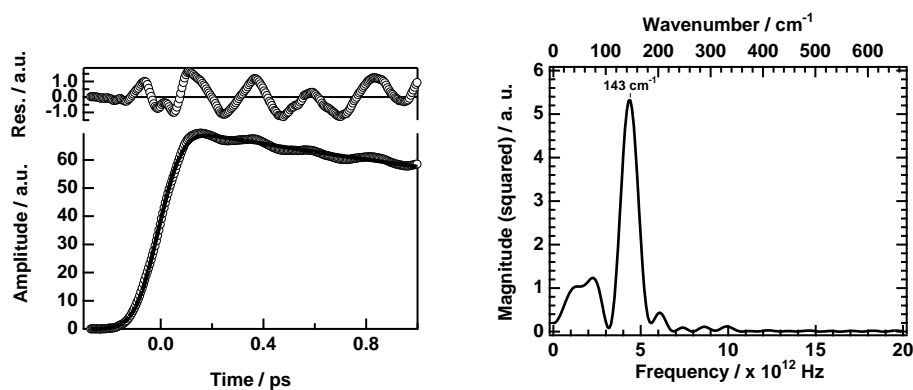 Res. / a.u.
1.0
0.0
-1.0
Amplitude / a.u.
60
50
40
30
20
10
0
0.0 0.4 0.8
Time / ps
Wavenumber / cm-1
0 100 200 300 400 500 600
Magnitude (squared) / a. u.
6
5
4
3
2
1
0
143 cm-1
0 5 10 15 20
Frequency / x 10¹² Hz